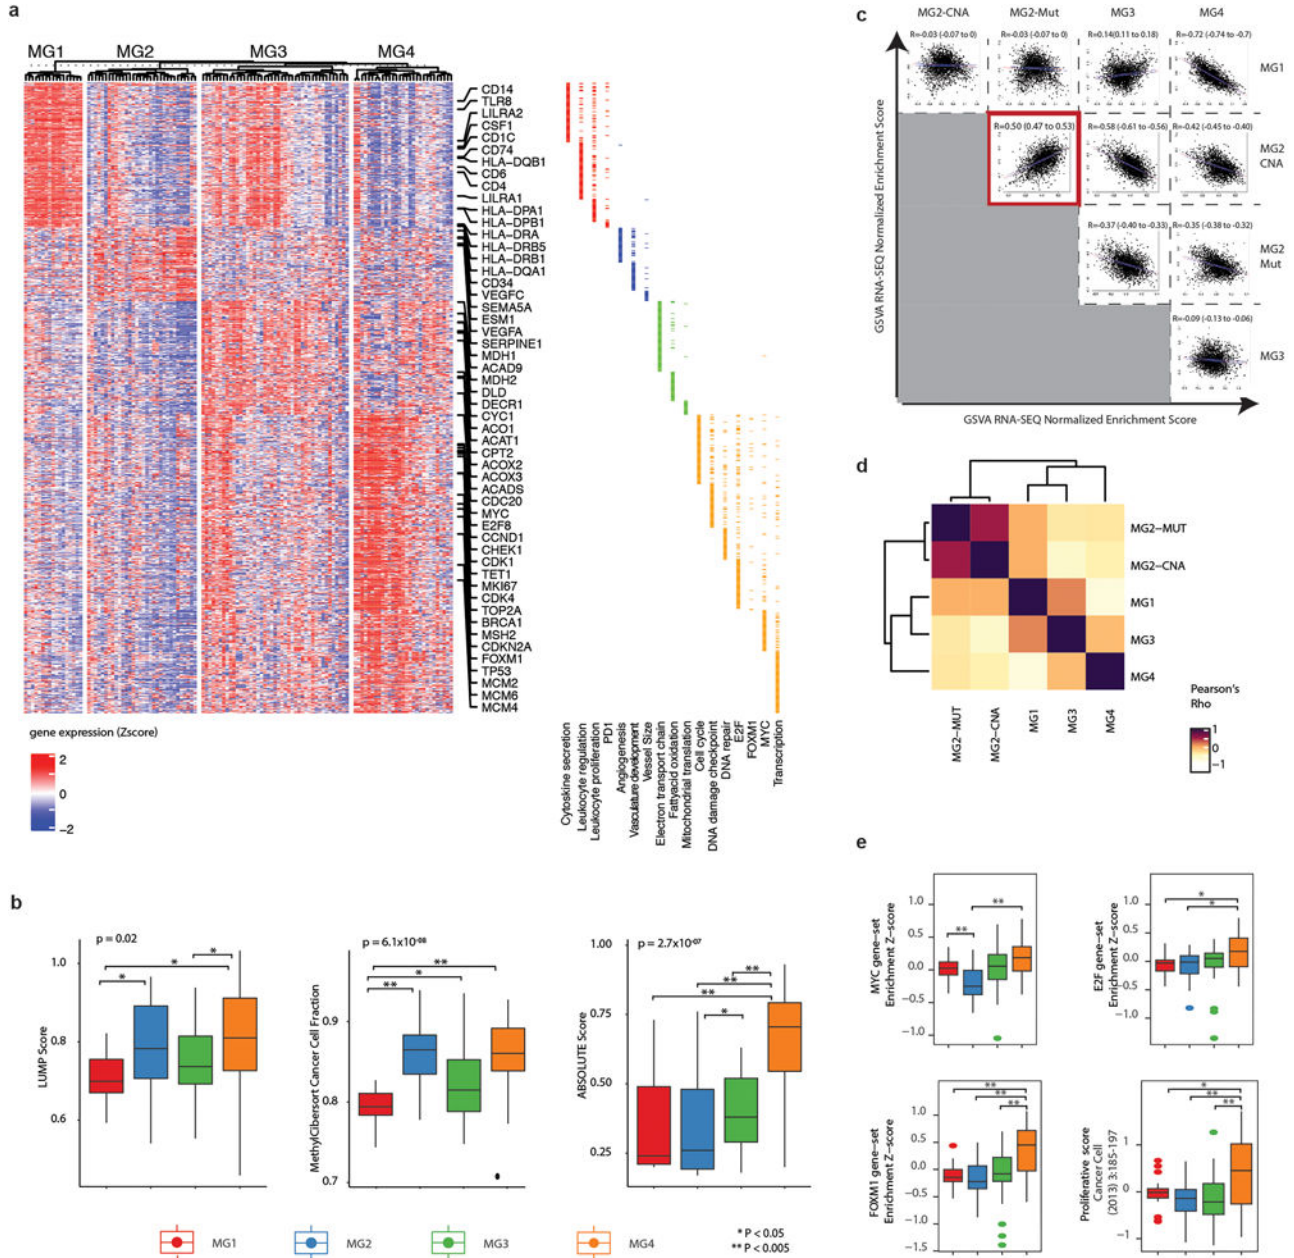 a
MG1
MG2
MG3
MG4
CD14
TLR8
LILRA2
CSF1
CD1C
CD74
HLA-DQB1
CD6
CD4
LILRA1
HLA-DPA1
HLA-DPB1
HLA-DRA
HLA-DRB5
HLA-DRB1
HLA-DQA1
CD34
VEGFC
SEMA5A
ESM1
VEGFA
SERPINE1
MDH1
ACAD9
MDH2
DLD
DECR1
CYC1
ACO1
ACAT1
CPT2
ACOX2
ACOX3
ACADS
CDC20
MYC
E2F8
CCND1
CHEK1
CDK1
TET1
MKI67
CDK4
TOP2A
BRCA1
MSH2
CDKN2A
FOXM1
TP53
MCM2
MCM6
MCM4
gene expression (Zscore)
2
1
0
-2
Cytoskine secretion
Leukocyte regulation
Leukocyte proliferation
PD1
Angiogenesis
Vasculature development
Vessel Size
Electron transport chain
Fattyacid oxidation
Mitochondrial translation
Cell cycle
DNA damage checkpoint
DNA repair
E2F
FOXM1
MYC
Transcription
b
p = 0.02
* * *
LUMP Score
1.0
0.8
0.6
p = 6.1x10-08
** * **
MethylCibersort Cancer Cell Fraction
0.9
0.8
0.7
p = 2.7x10-07
** ** ** *
ABSOLUTE Score
1.00
0.75
0.50
0.25
MG1
MG2
MG3
MG4
* P < 0.05
** P < 0.005
c
MG2-CNA
MG2-Mut
MG3
MG4
R=-0.03 (-0.07 to 0)
R=-0.03 (-0.07 to 0)
R=0.14(0.11 to 0.18)
R=-0.72 (-0.74 to -0.7)
MG1
R=0.50 (0.47 to 0.53)
R=-0.58 (-0.61 to -0.56)
R=-0.42 (-0.45 to -0.40)
MG2
CNA
R=-0.37 (-0.40 to -0.33)
R=-0.35 (-0.38 to -0.32)
MG2
Mut
R=-0.09 (-0.13 to -0.06)
MG3
GSVA RNA-SEQ Normalized Enrichment Score
GSVA RNA-SEQ Normalized Enrichment Score
d
MG2-MUT
MG2-CNA
MG1
MG3
MG4
MG2-MUT
MG2-CNA
MG1
MG3
MG4
Pearson's
Rho
1
0
-1
e
MYC gene-set
Enrichment Z-score
1.0
0.5
0.0
-0.5
-1.0
** **
E2F gene-set
Enrichment Z-score
1.0
0.0
-1.0
* *
FOXM1 gene-set
Enrichment Z-score
1.0
0.5
0.0
-0.5
-1.0
-1.5
** ** **
Proliferative score
Cancer Cell
(2013) 3:185-197
1
0
-1
* ** **